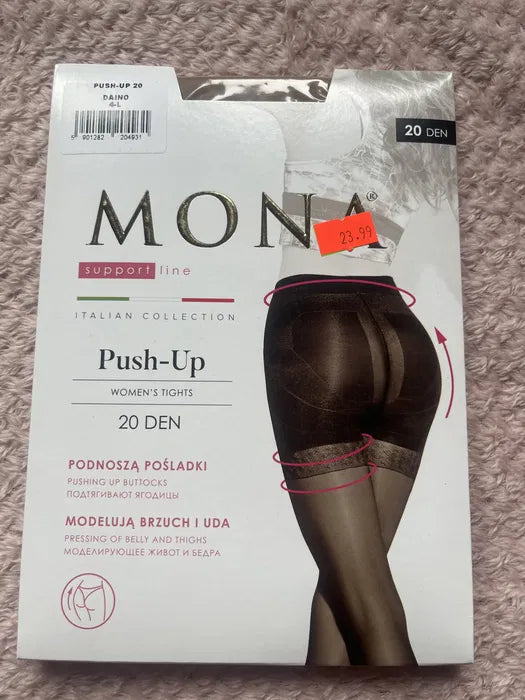 PUSH-UP 20
DAINO
4-L
5 901282 204931
20 DEN
MONA®
23.99
support line
ITALIAN COLLECTION
Push-Up
WOMEN'S TIGHTS
20 DEN
PODNOSZĄ POŚLADKI
PUSHING UP BUTTOCKS
ПОДТЯГИВАЮТ ЯГОДИЦЫ
MODELUJĄ BRZUCH I UDA
PRESSING OF BELLY AND THIGHS
МОДЕЛИРУЮЩЕЕ ЖИВОТ И БЕДРА